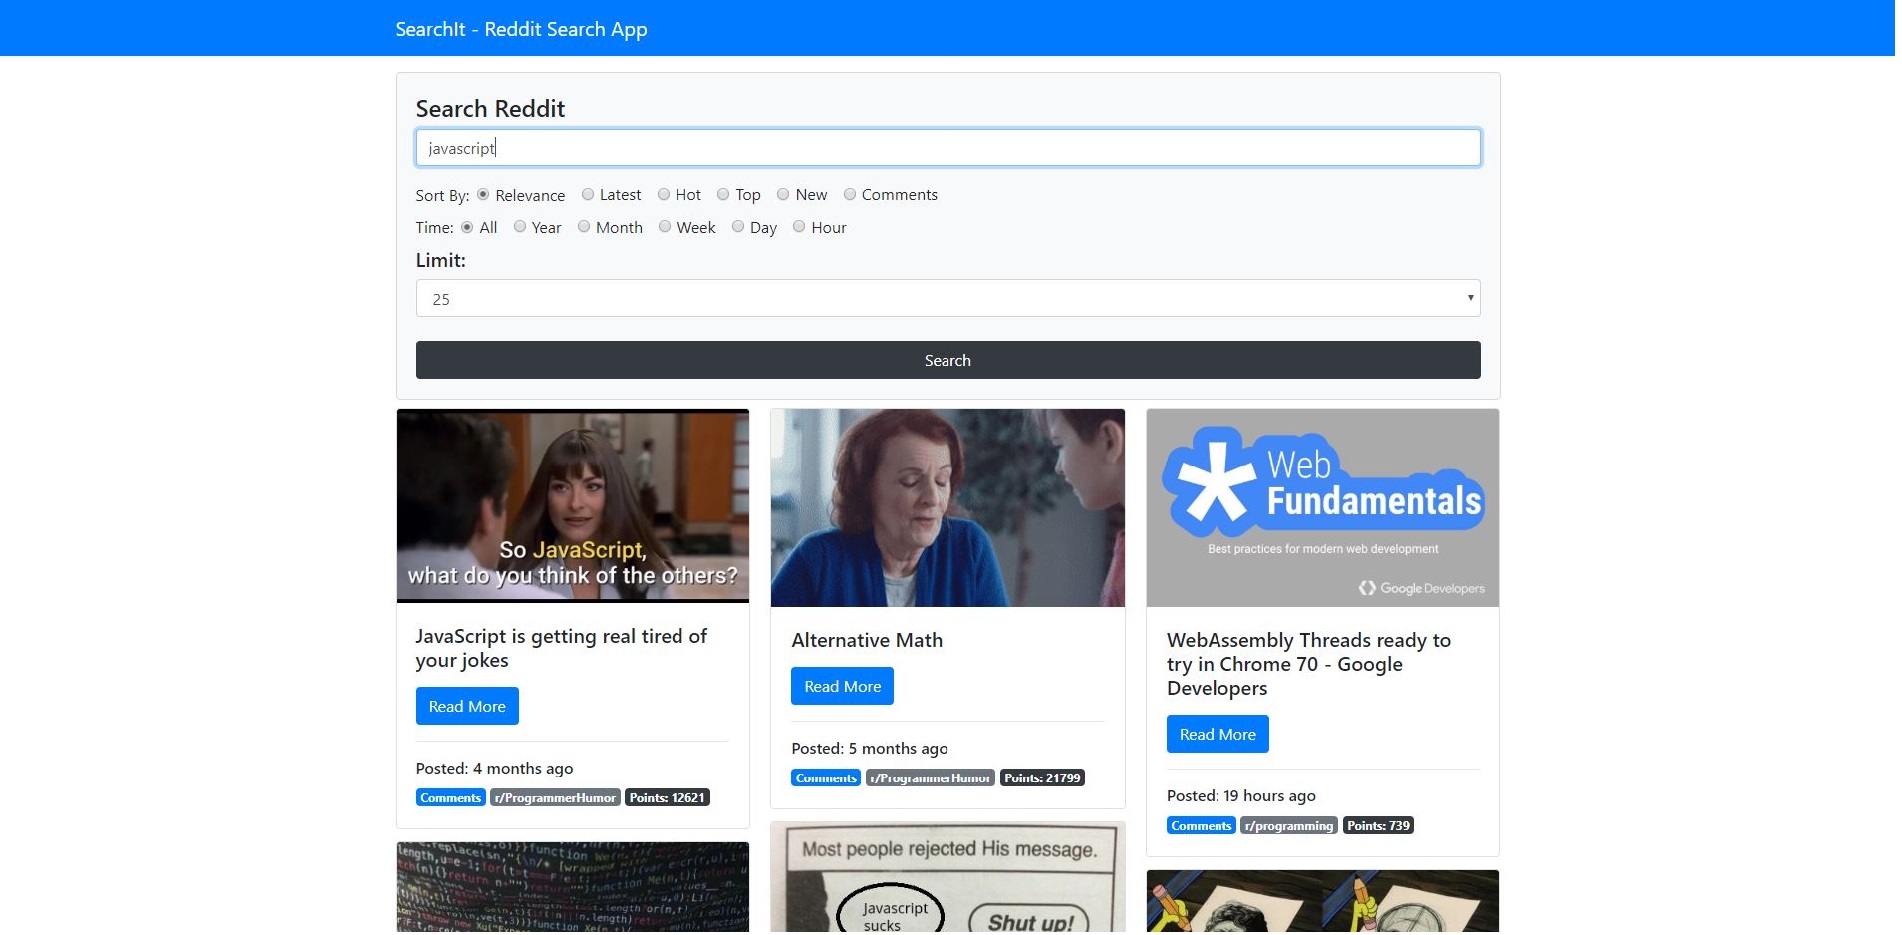 SearchIt - Reddit Search App
Search Reddit
javascript
Sort By: Relevance Latest Hot Top New Comments
Time: All Year Month Week Day Hour
Limit:
25
Search
So JavaScript,
what do you think of the others?
JavaScript is getting real tired of
your jokes
Read More
Posted: 4 months ago
Comments r/ProgrammerHumor Points: 12621
Alternative Math
Read More
Posted: 5 months ago
Comments r/ProgrammerHumor Points: 21799
Web
Fundamentals
Best practices for modern web development
Google Developers
WebAssembly Threads ready to
try in Chrome 70 - Google
Developers
Read More
Posted: 19 hours ago
Comments r/programming Points: 739
Most people rejected His message.
Javascript
sucks
Shut up!